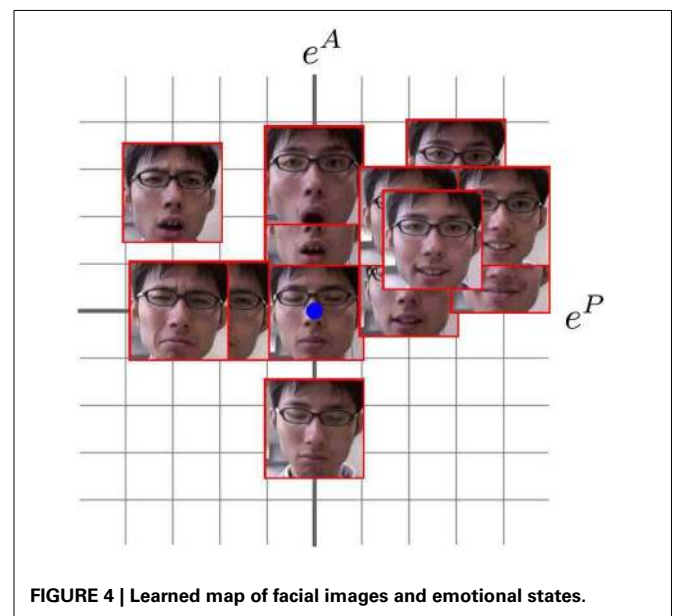 e^A
e^P
FIGURE 4 | Learned map of facial images and emotional states.